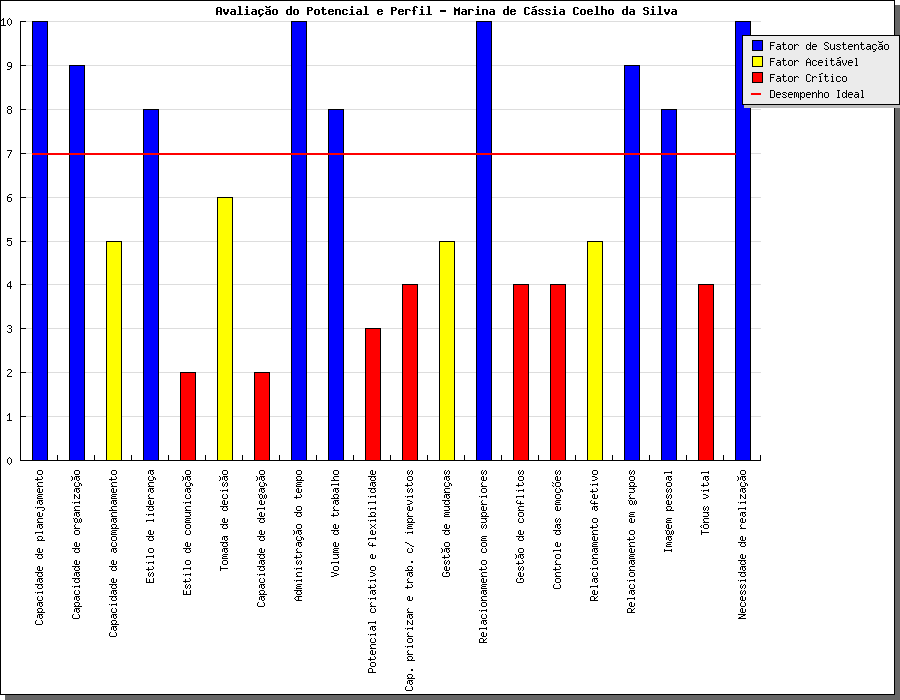 Avaliação do Potencial e Perfil - Marina de Cássia Coelho da Silva
Fator de Sustentação
Fator Aceitável
Fator Crítico
Desempenho Ideal
10
9
8
7
6
5
4
3
2
1
0
Capacidade de planejamento
Capacidade de organização
Capacidade de acompanhamento
Estilo de liderança
Estilo de comunicação
Tomada de decisão
Capacidade de delegação
Administração do tempo
Volume de trabalho
Potencial criativo e flexibilidade
Cap. priorizar e trab. c/ imprevistos
Gestão de mudanças
Relacionamento com superiores
Gestão de conflitos
Controle das emoções
Relacionamento afetivo
Relacionamento em grupos
Imagem pessoal
Tônus vital
Necessidade de realização